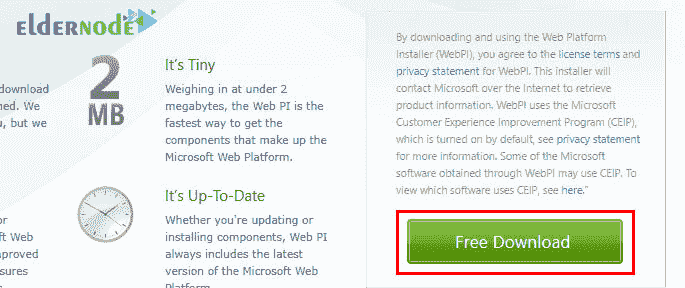 ELDERNODE
download
ned. We
u, but we
2
MB
It's Tiny
Weighing in at under 2
megabytes, the Web PI is the
fastest way to get the
components that make up the
Microsoft Web Platform.
or
ft Web
nproved
sures
It's Up-To-Date
Whether you're updating or
installing components, Web PI
always includes the latest
version of the Microsoft Web
Platform.
By downloading and using the Web Platform
Installer (WebPI), you agree to the license terms and
privacy statement for WebPI. This installer will
contact Microsoft over the Internet to retrieve
product information. WebPI uses the Microsoft
Customer Experience Improvement Program (CEIP),
which is turned on by default, see privacy statement
for more information. Some of the Microsoft
software obtained through WebPI may use CEIP. To
view which software uses CEIP, see here."
Free Download